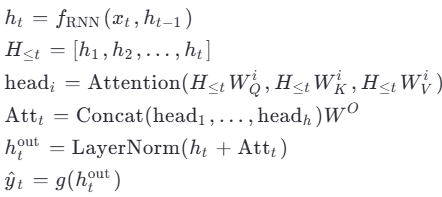 h_t = f_RNN(x_t, h_{t−1})
H_{≤t} = [h_1, h_2, …, h_t]
head_i = Attention(H_{≤t}W_Q^i, H_{≤t}W_K^i, H_{≤t}W_V^i)
Att_t = Concat(head_1, …, head_h)W^O
h_t^out = LayerNorm(h_t + Att_t)
ŷ_t = g(h_t^out)